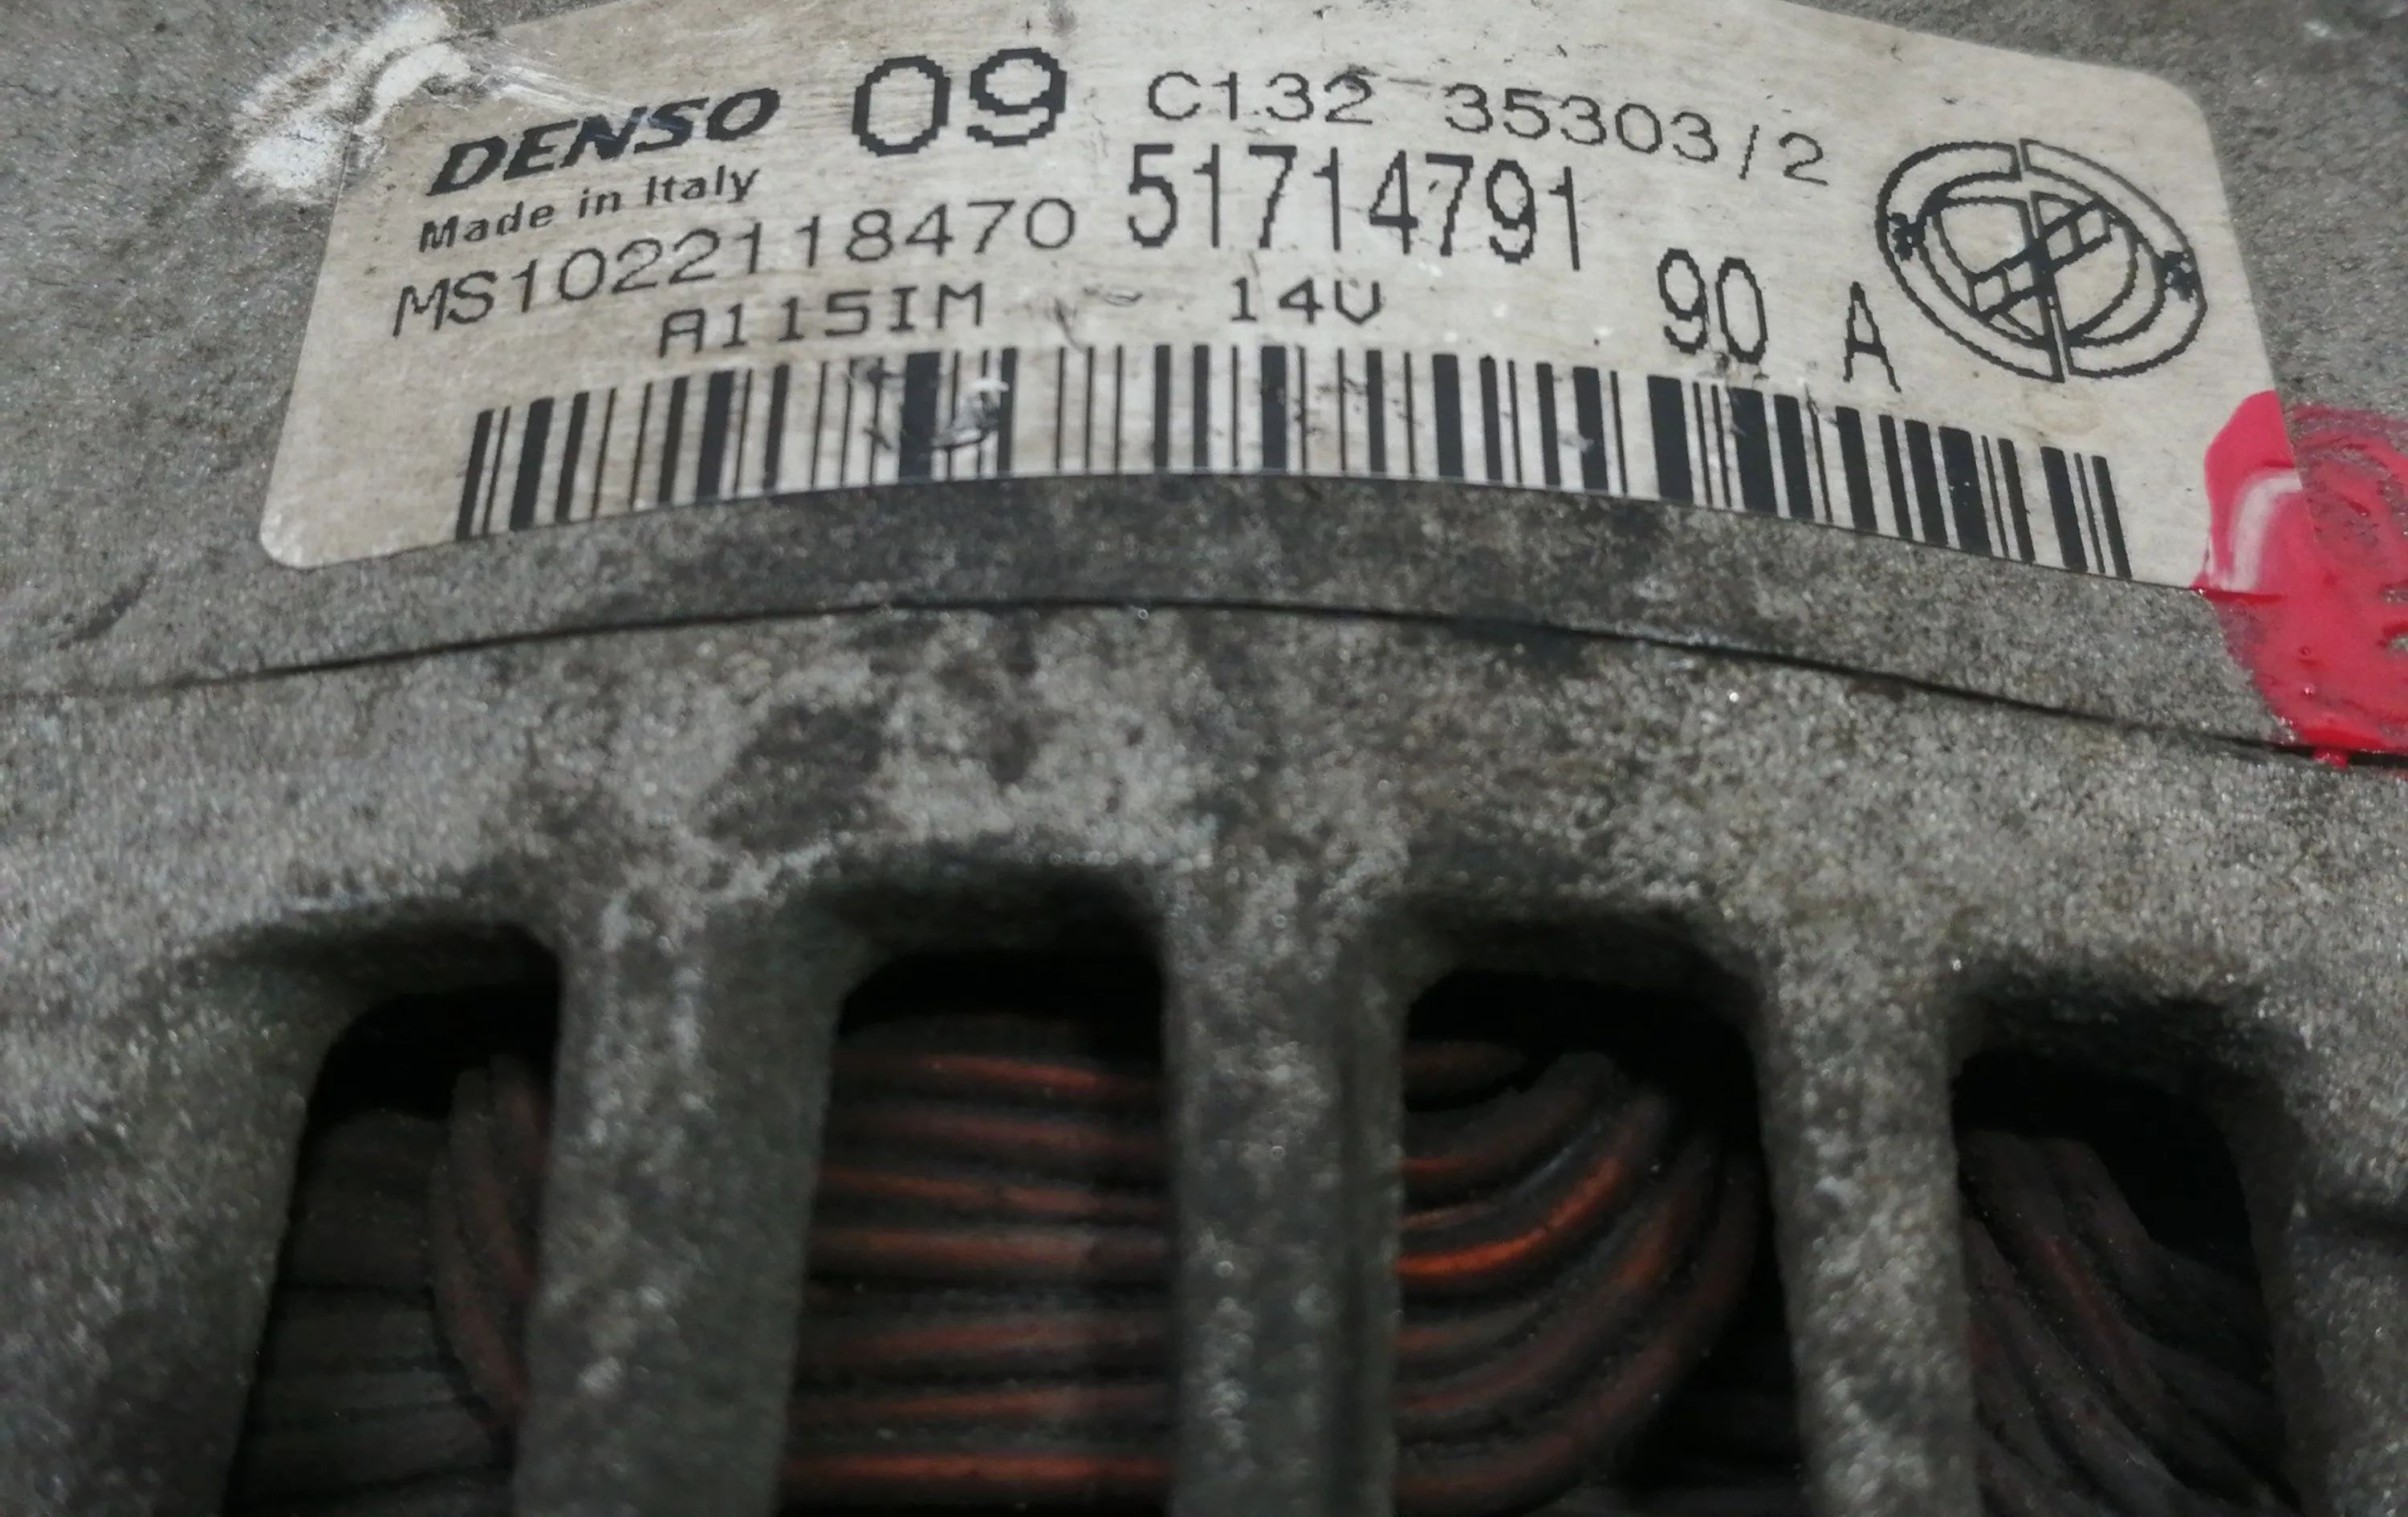 DENSO 09 C132 35303/2
Made in Italy
MS1022118470 51714791
A115IM 14V 90 A